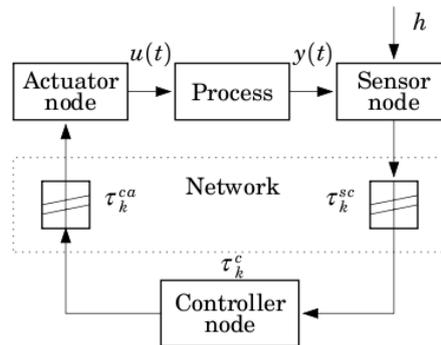 h
u(t)
y(t)
Actuator
node
Process
Sensor
node
Network
τ_k^{ca}
τ_k^{sc}
τ_k^c
Controller
node